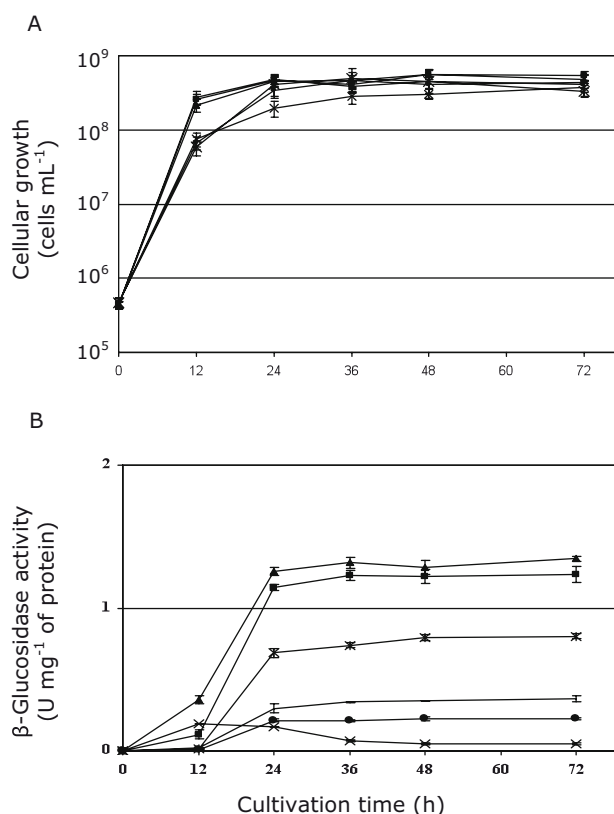 A
Cellular growth
(cells mL⁻¹)
10⁹
10⁸
10⁷
10⁶
10⁵
0 12 24 36 48 60 72
B
β-Glucosidase activity
(U mg⁻¹ of protein)
2
1
0
0 12 24 36 48 60 72
Cultivation time (h)